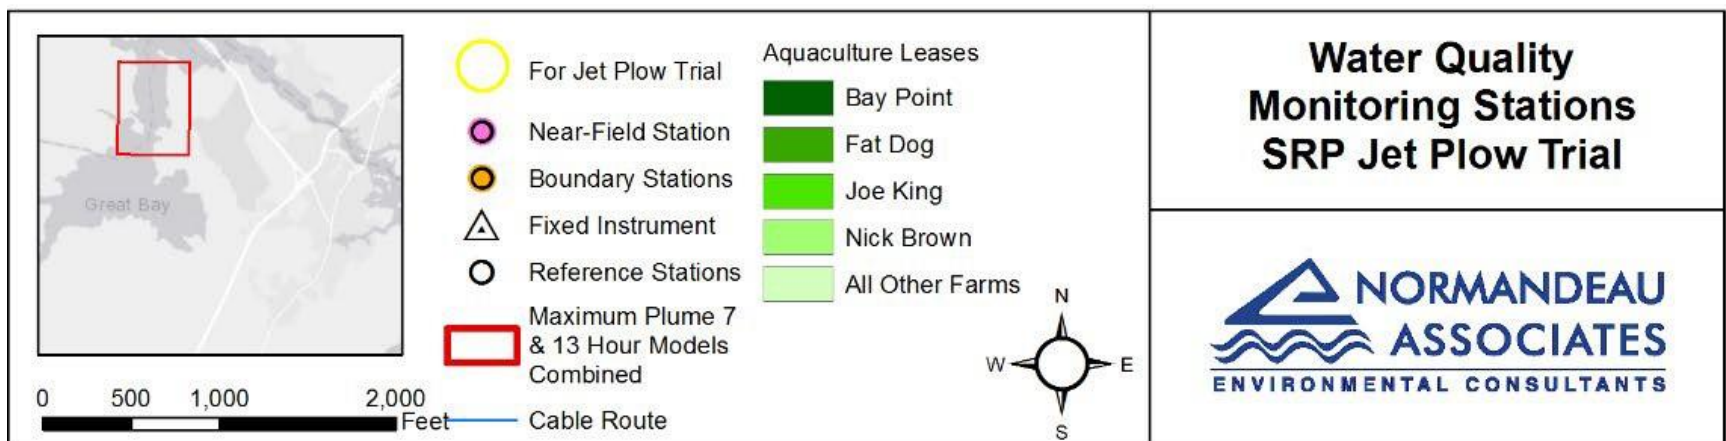 Great Bay
0 500 1,000 2,000
Feet
For Jet Plow Trial
Near-Field Station
Boundary Stations
Fixed Instrument
Reference Stations
Maximum Plume 7
& 13 Hour Models
Combined
Cable Route
Aquaculture Leases
Bay Point
Fat Dog
Joe King
Nick Brown
All Other Farms
N
W E
S
Water Quality
Monitoring Stations
SRP Jet Plow Trial
NORMANDEAU
ASSOCIATES
ENVIRONMENTAL CONSULTANTS